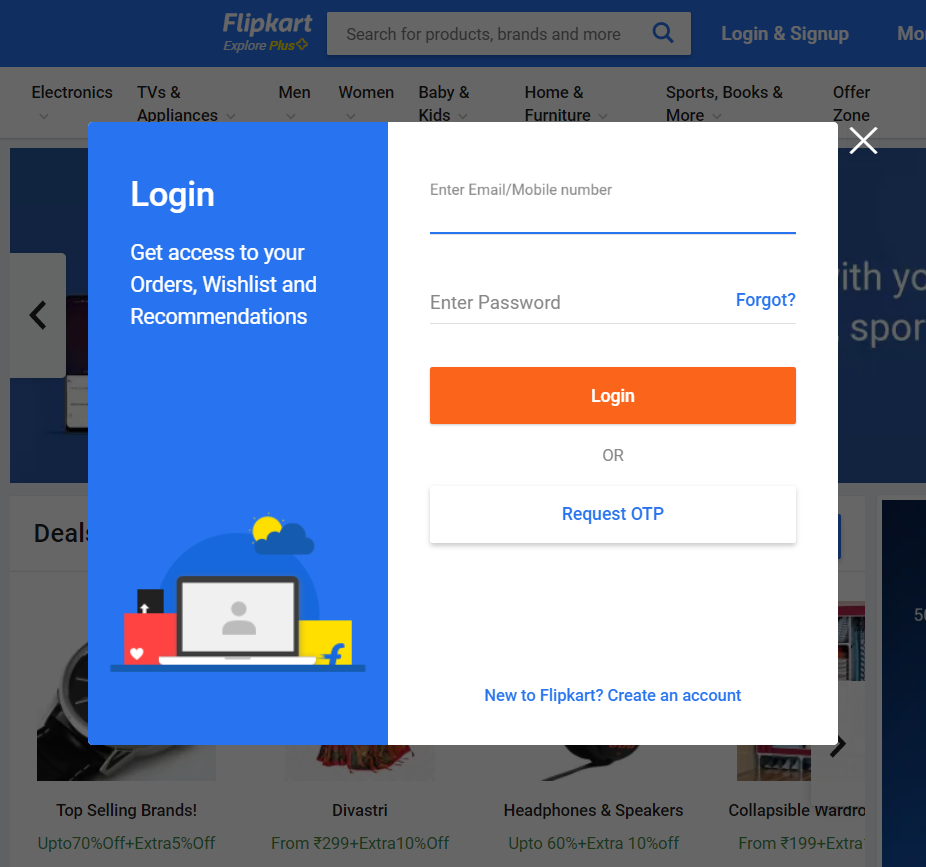 Flipkart
Explore Plus
Search for products, brands and more
Login & Signup
Electronics
TVs &
Appliances
Men
Women
Baby &
Kids
Home &
Furniture
Sports, Books &
More
Offer
Zone
Login
Get access to your
Orders, Wishlist and
Recommendations
Enter Email/Mobile number
Enter Password
Forgot?
Login
OR
Request OTP
New to Flipkart? Create an account
spor
Deals
Top Selling Brands!
Upto70%Off+Extra5%Off
Divastri
From ₹299+Extra10%Off
Headphones & Speakers
Upto 60%+Extra 10%off
Collapsible Wardro
From ₹199+Extra